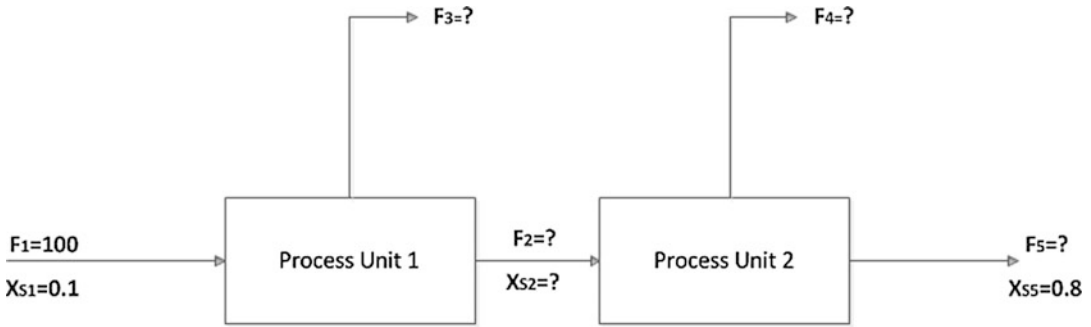 F3=?
F4=?
F1=100
XS1=0.1
Process Unit 1
F2=?
XS2=?
Process Unit 2
F5=?
XS5=0.8